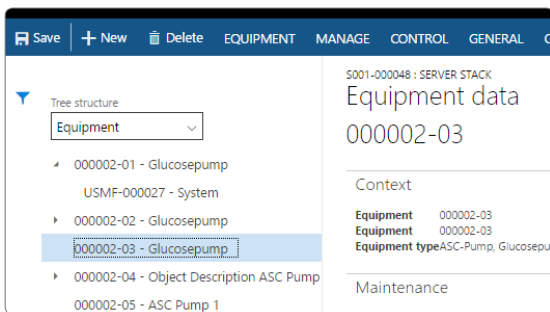 Save + New Delete EQUIPMENT MANAGE CONTROL GENERAL
S001-000048 : SERVER STACK
Equipment data
000002-03
Tree structure
Equipment
000002-01 - Glucosepump
USMF-000027 - System
000002-02 - Glucosepump
000002-03 - Glucosepump
000002-04 - Object Description ASC Pump
000002-05 - ASC Pump 1
Context
Equipment 000002-03
Equipment 000002-03
Equipment typeASC-Pump, Glucosepu
Maintenance